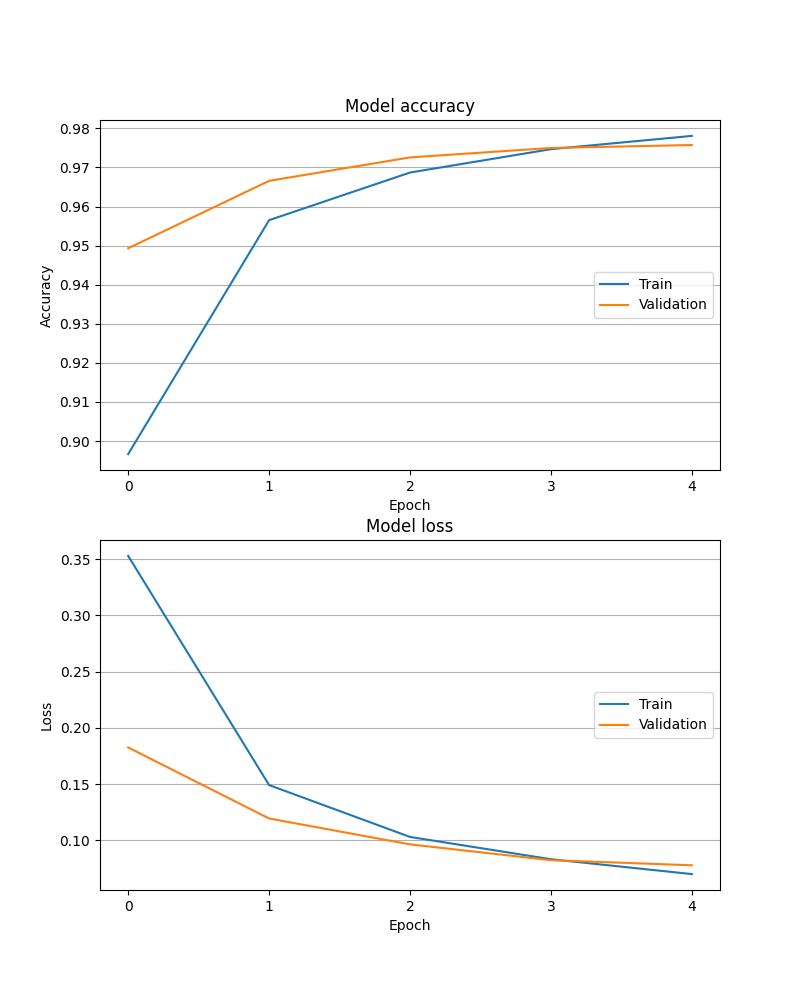 Model accuracy
0.98
0.97
0.96
0.95
0.94
0.93
0.92
0.91
0.90
Accuracy
Train
Validation
0 1 2 3 4
Epoch
Model loss
0.35
0.30
0.25
0.20
0.15
0.10
Loss
Train
Validation
0 1 2 3 4
Epoch